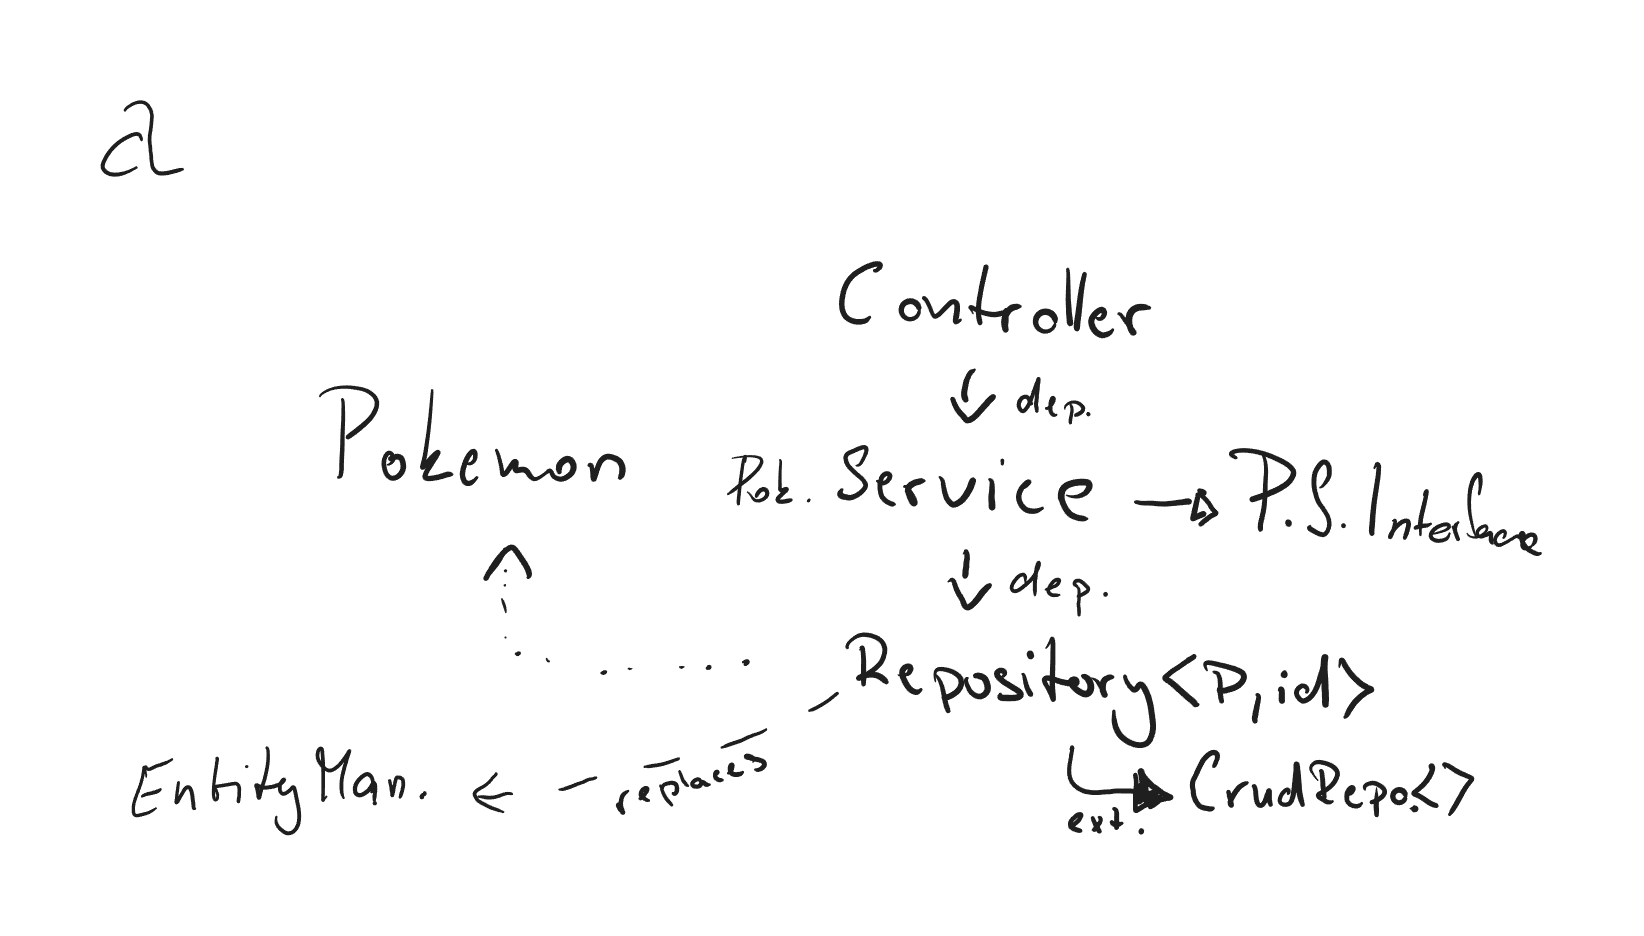 a
Controller
dep.
Pokemon
Pok. Service → P.S. Interface
dep.
Repository<P, id>
replaces
EntityMan.
CrudRepo.<>
ext.